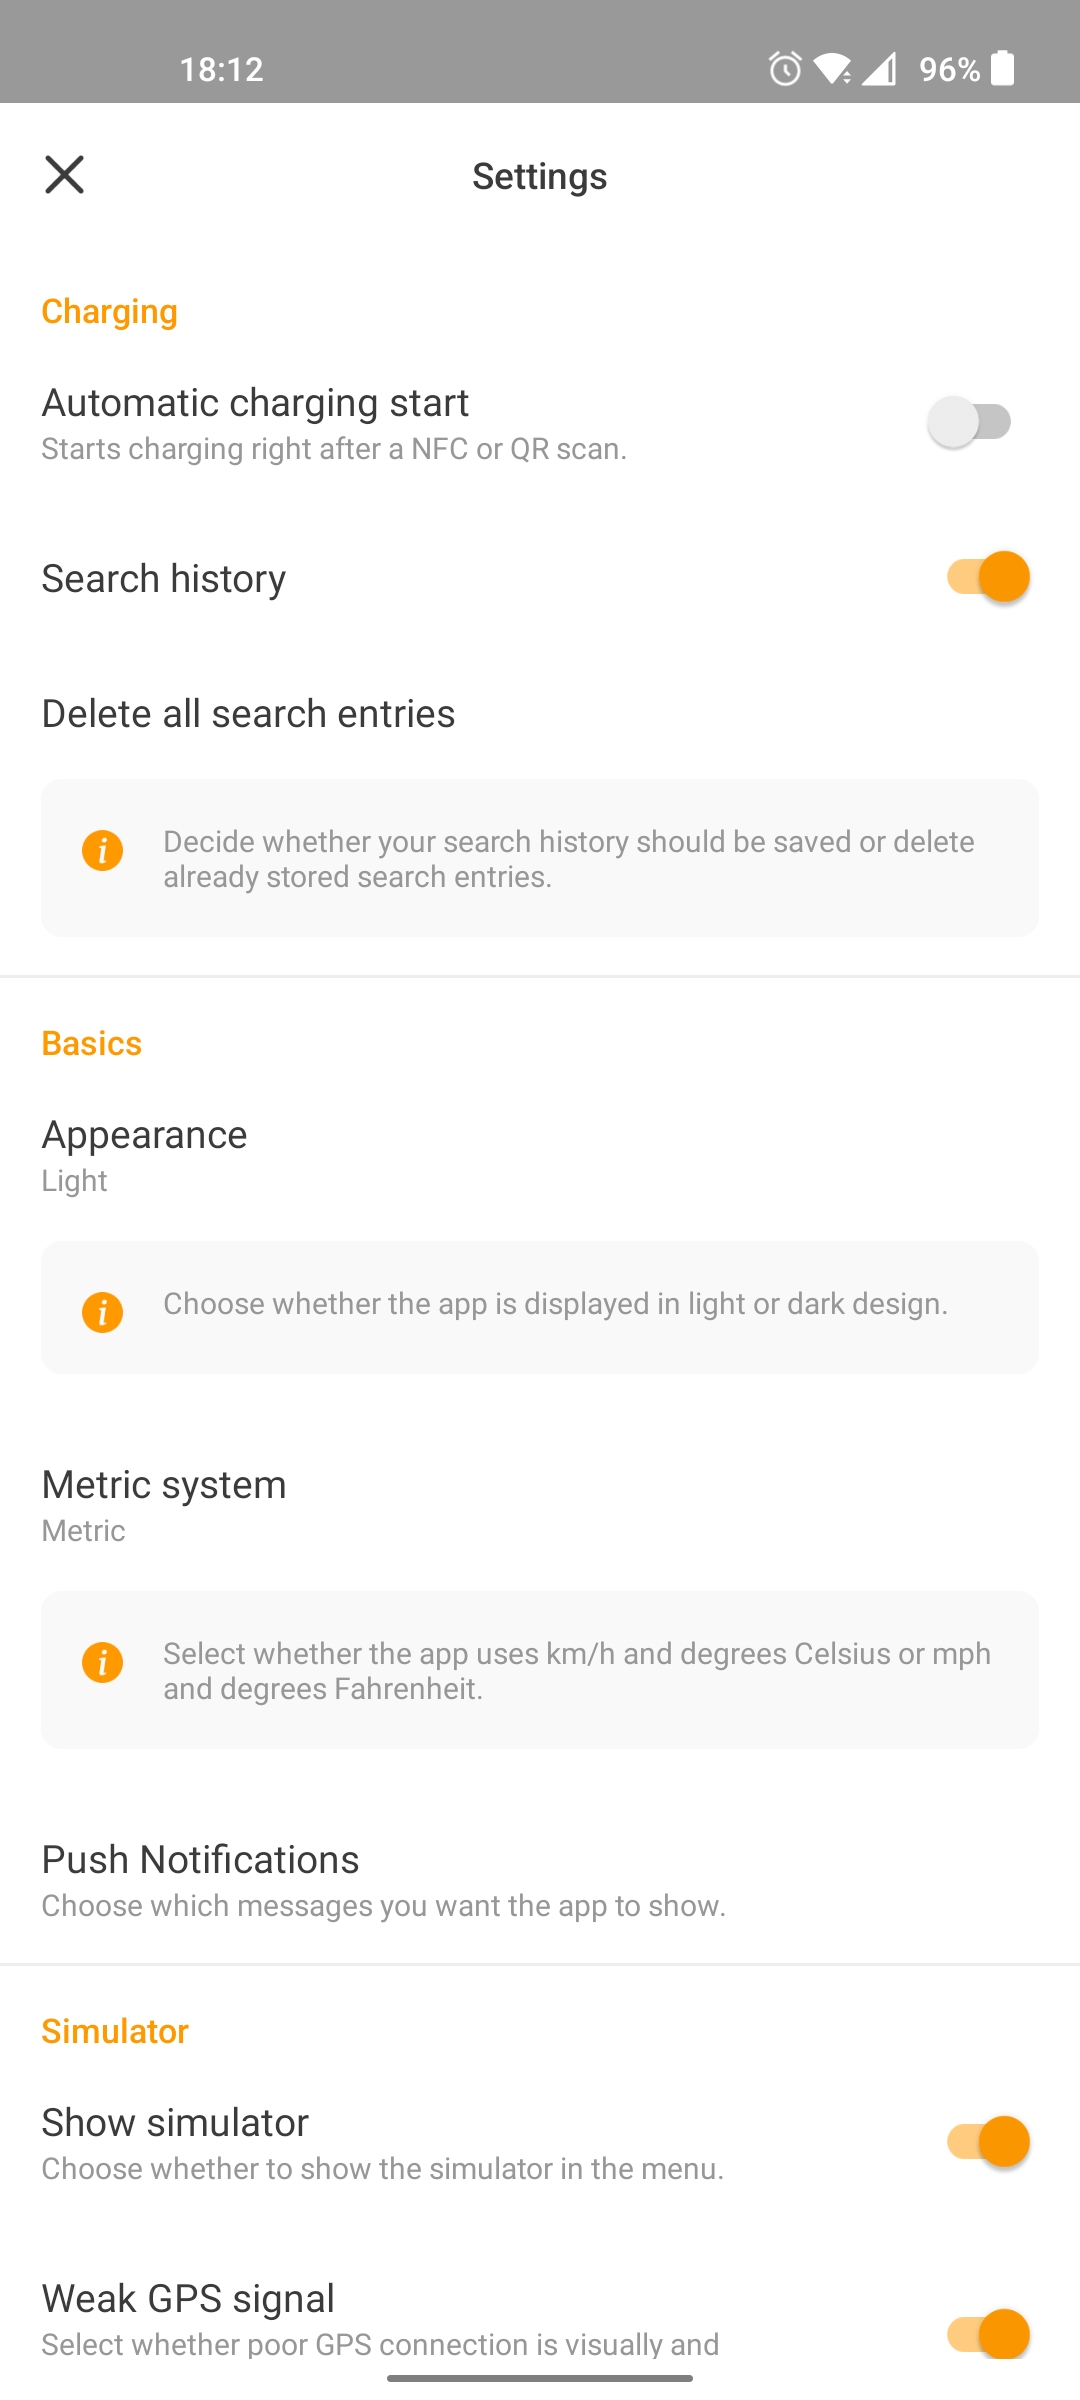 18:12
96%
Settings
Charging
Automatic charging start
Starts charging right after a NFC or QR scan.
Search history
Delete all search entries
Decide whether your search history should be saved or delete
already stored search entries.
Basics
Appearance
Light
Choose whether the app is displayed in light or dark design.
Metric system
Metric
Select whether the app uses km/h and degrees Celsius or mph
and degrees Fahrenheit.
Push Notifications
Choose which messages you want the app to show.
Simulator
Show simulator
Choose whether to show the simulator in the menu.
Weak GPS signal
Select whether poor GPS connection is visually and